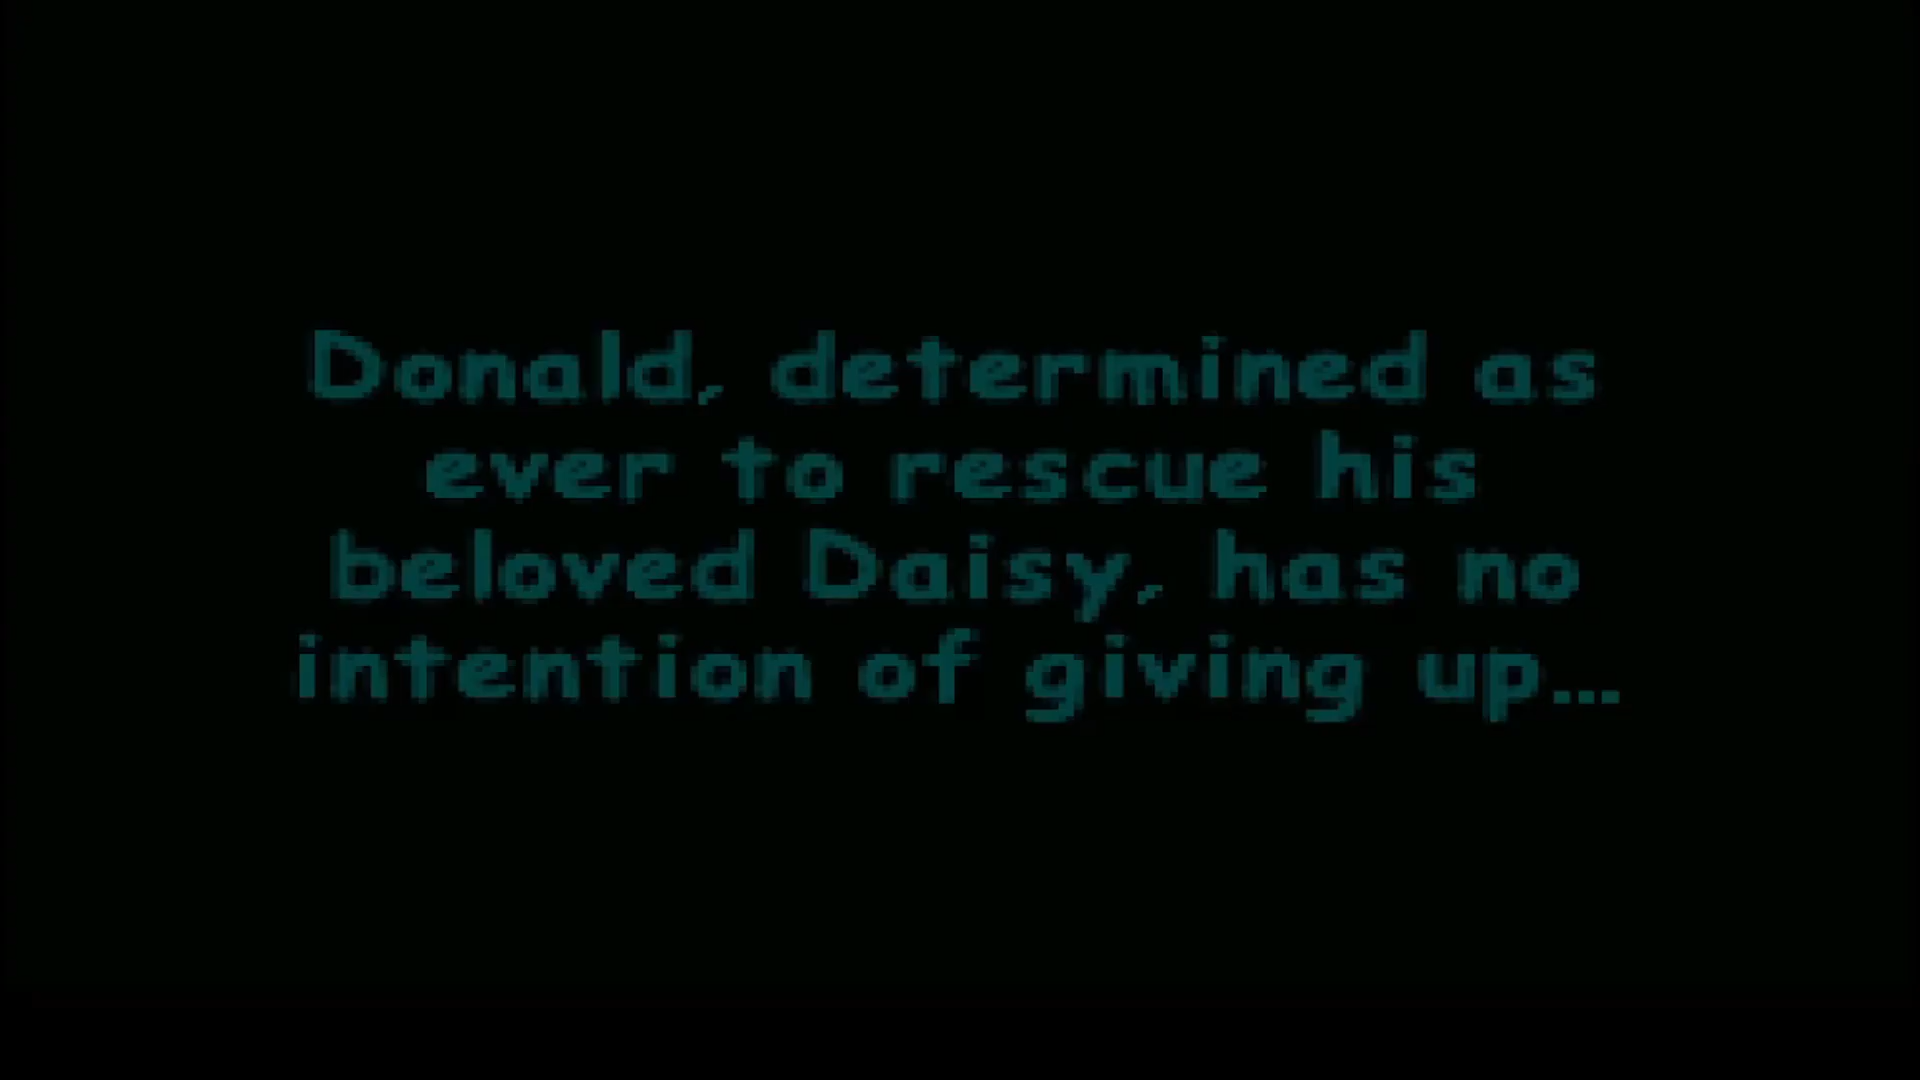 Donald, determined as
ever to rescue his
beloved Daisy, has no
intention of giving up...